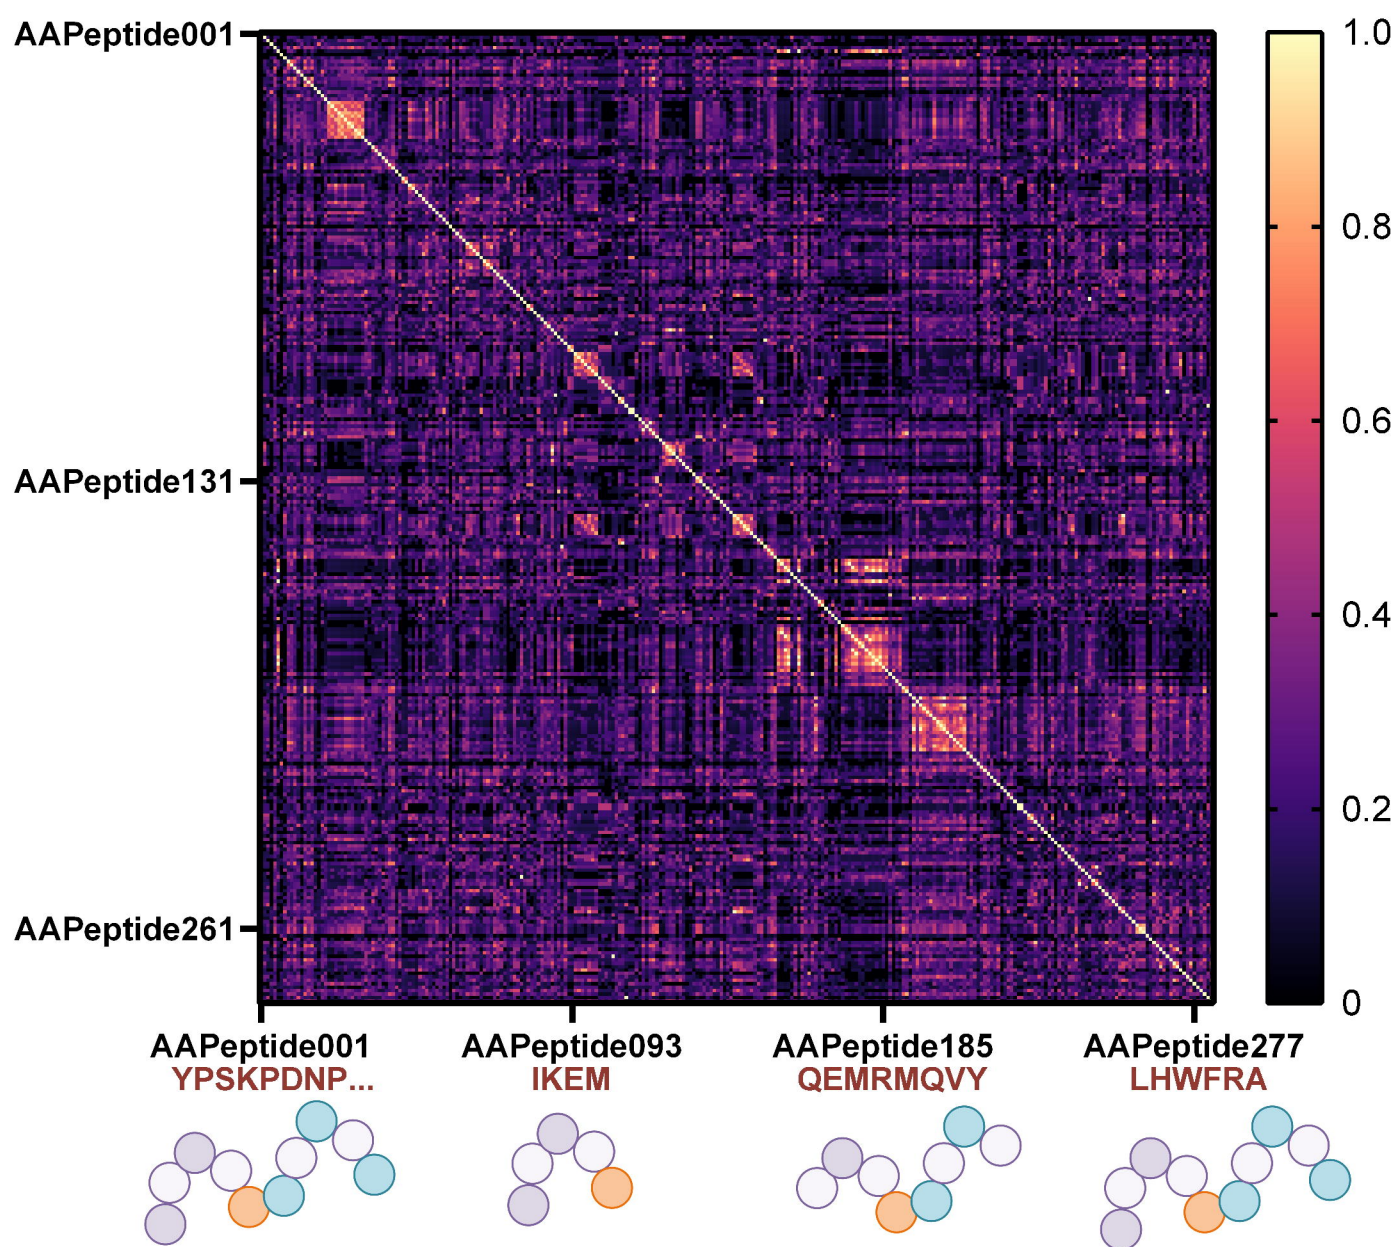 AAPeptide001
AAPeptide131
AAPeptide261
1.0
0.8
0.6
0.4
0.2
0
AAPeptide001 AAPeptide093 AAPeptide185 AAPeptide277
YPSKPDNP... IKEM QEMRMQVY LHWFRA